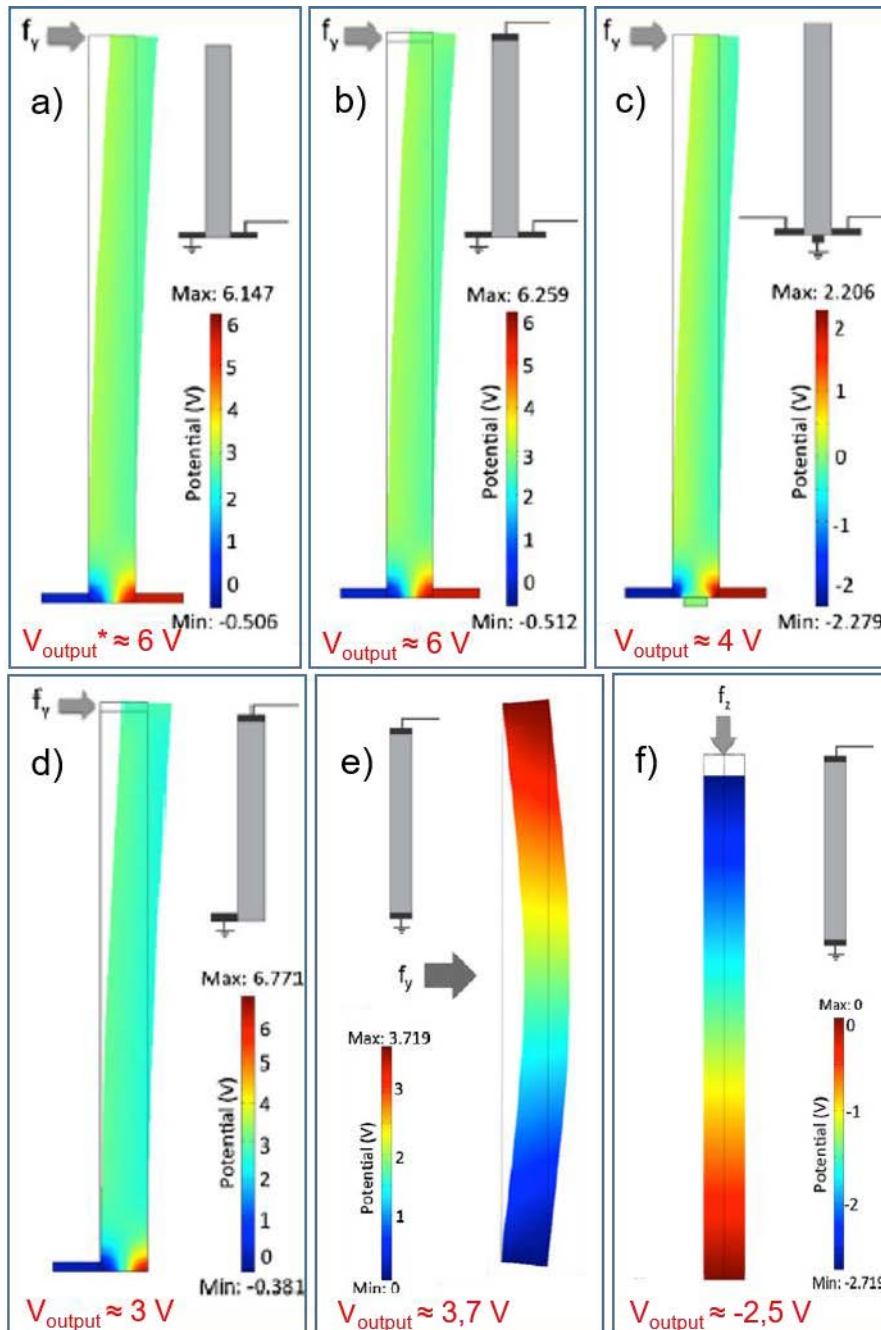 f_y
a)
Max: 6.147
6
5
4
3
2
1
0
Potential (V)
Min: -0.506
V_output* ≈ 6 V
f_y
b)
Max: 6.259
6
5
4
3
2
1
0
Potential (V)
Min: -0.512
V_output ≈ 6 V
f_y
c)
Max: 2.206
2
1
0
-1
-2
Potential (V)
Min: -2.279
V_output ≈ 4 V
f_y
d)
Max: 6.771
6
5
4
3
2
1
0
Potential (V)
Min: -0.381
V_output ≈ 3 V
e)
f_y
Max: 3.719
3
2
1
Potential (V)
Min: 0
V_output ≈ 3,7 V
f_z
f)
Max: 0
0
-1
-2
Potential (V)
Min: -2.719
V_output ≈ -2,5 V